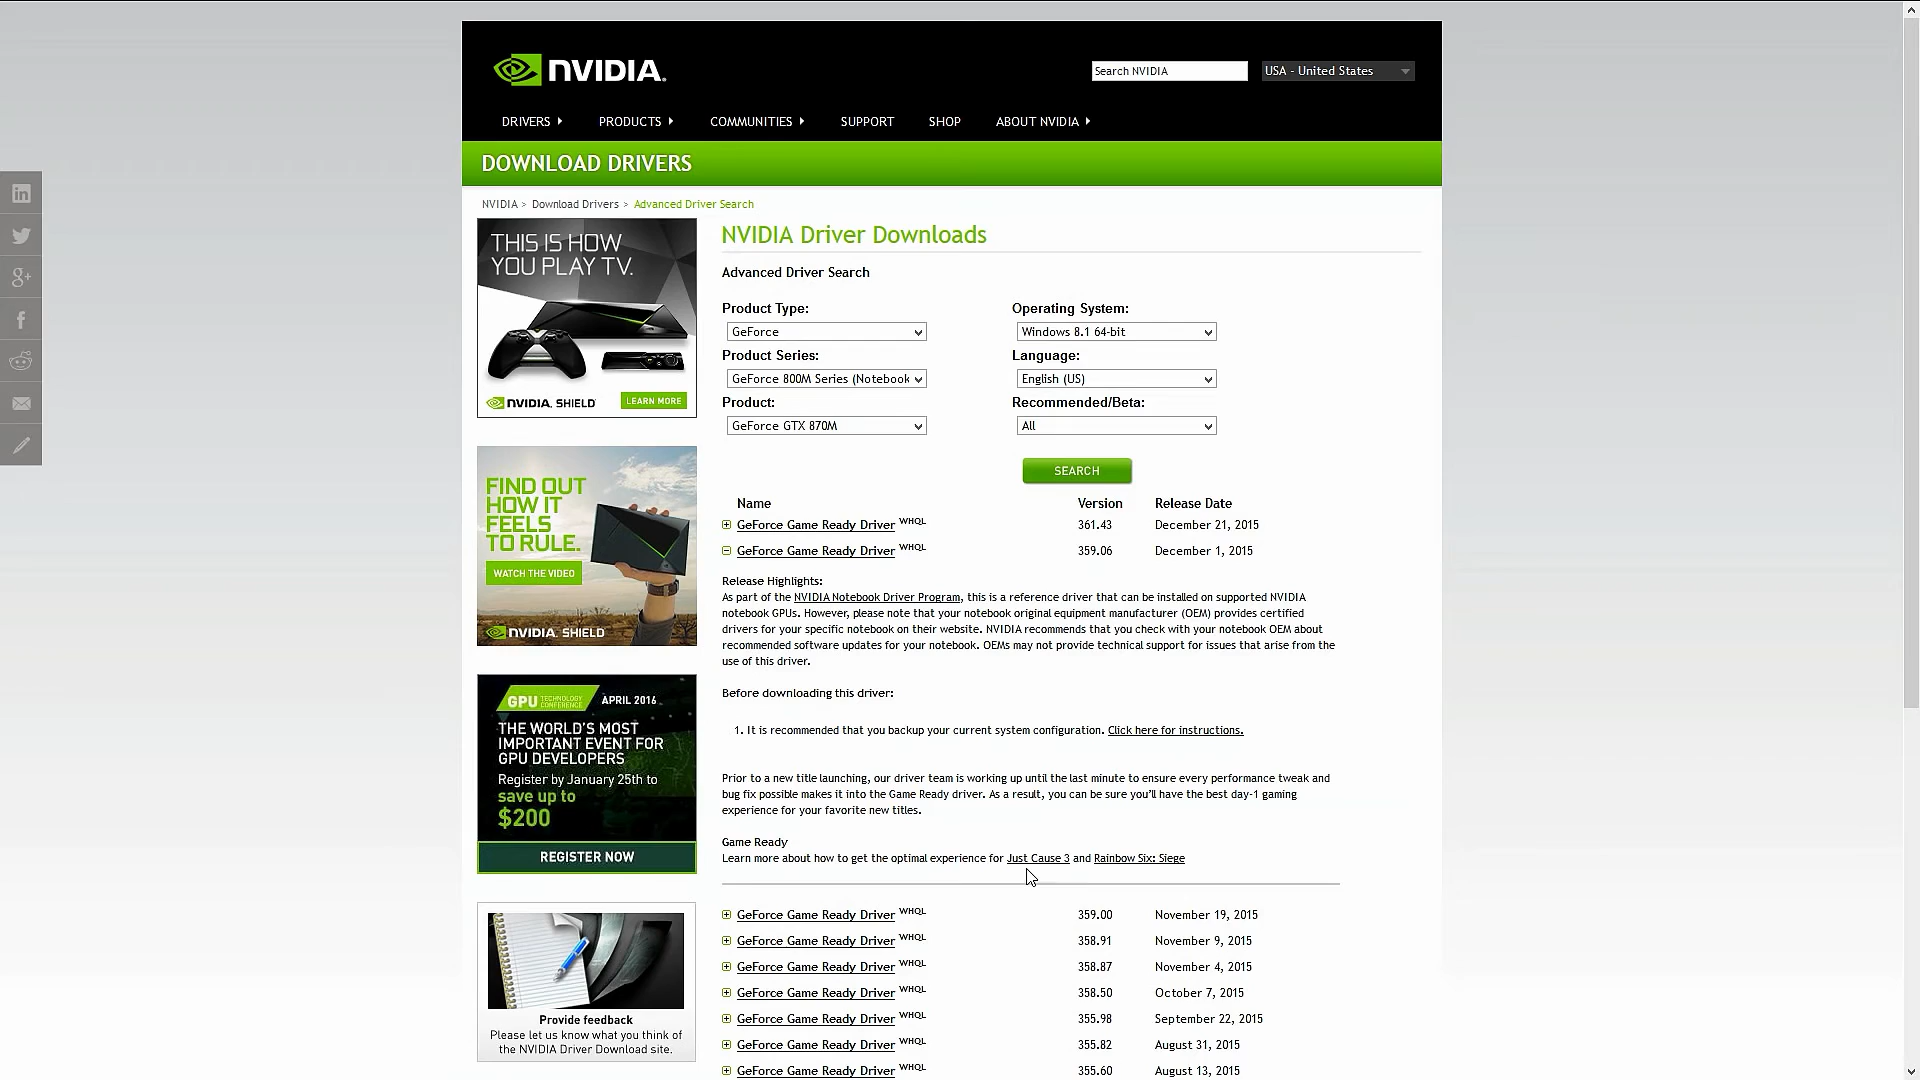 NVIDIA.
Search NVIDIA
USA - United States
DRIVERS
PRODUCTS
COMMUNITIES
SUPPORT
SHOP
ABOUT NVIDIA
DOWNLOAD DRIVERS
NVIDIA > Download Drivers > Advanced Driver Search
THIS IS HOW
YOU PLAY TV.
NVIDIA. SHIELD
LEARN MORE
FIND OUT
HOW IT
FEELS
TO RULE.
WATCH THE VIDEO
NVIDIA. SHIELD
GPU TECHNOLOGY CONFERENCE APRIL 2016
THE WORLD'S MOST
IMPORTANT EVENT FOR
GPU DEVELOPERS
Register by January 25th to
save up to
$200
REGISTER NOW
Provide feedback
Please let us know what you think of
the NVIDIA Driver Download site.
NVIDIA Driver Downloads
Advanced Driver Search
Product Type: Operating System:
GeForce Windows 8.1 64-bit
Product Series: Language:
GeForce 800M Series (Notebook English (US)
Product: Recommended/Beta:
GeForce GTX 870M All
SEARCH
Name Version Release Date
GeForce Game Ready Driver WHQL 361.43 December 21, 2015
GeForce Game Ready Driver WHQL 359.06 December 1, 2015
Release Highlights:
As part of the NVIDIA Notebook Driver Program, this is a reference driver that can be installed on supported NVIDIA
notebook GPUs. However, please note that your notebook original equipment manufacturer (OEM) provides certified
drivers for your specific notebook on their website. NVIDIA recommends that you check with your notebook OEM about
recommended software updates for your notebook. OEMs may not provide technical support for issues that arise from the
use of this driver.
Before downloading this driver:
1. It is recommended that you backup your current system configuration. Click here for instructions.
Prior to a new title launching, our driver team is working up until the last minute to ensure every performance tweak and
bug fix possible makes it into the Game Ready driver. As a result, you can be sure you'll have the best day-1 gaming
experience for your favorite new titles.
Game Ready
Learn more about how to get the optimal experience for Just Cause 3 and Rainbow Six: Siege
GeForce Game Ready Driver WHQL 359.00 November 19, 2015
GeForce Game Ready Driver WHQL 358.91 November 9, 2015
GeForce Game Ready Driver WHQL 358.87 November 4, 2015
GeForce Game Ready Driver WHQL 358.50 October 7, 2015
GeForce Game Ready Driver WHQL 355.98 September 22, 2015
GeForce Game Ready Driver WHQL 355.82 August 31, 2015
GeForce Game Ready Driver WHQL 355.60 August 13, 2015